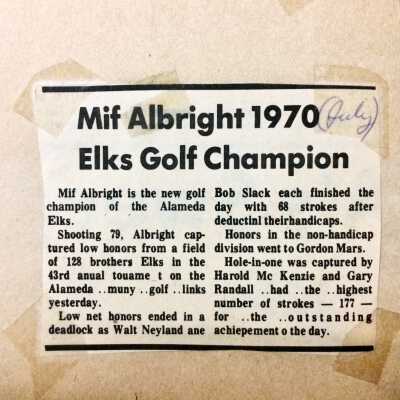 Mif Albright 1970 (July)
Elks Golf Champion
Mif Albright is the new golf
champion of the Alameda
Elks.
Shooting 79, Albright cap-
tured low honors from a field
of 128 brothers Elks in the
43rd anual touame t on the
Alameda ..muny ..golf ..links
yesterday.
Low net honors ended in a
deadlock as Walt Neyland ane
Bob Slack each finished the
day with 68 strokes after
deductinl theirhandicaps.
Honors in the non-handicap
division went to Gordon Mars.
Hole-in-one was captured by
Harold Mc Kenzie and Gary
Randall ..had ..the ..highest
number of strokes — 177 —
for ..the ..outstanding
achiepement o the day.